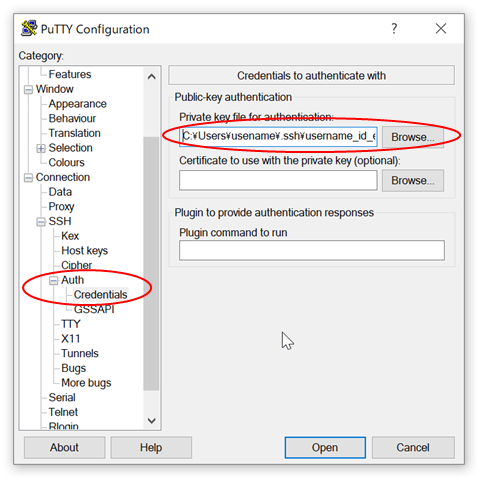 PuTTY Configuration
?
Category:
Features
Window
Appearance
Behaviour
Translation
Selection
Colours
Connection
Data
Proxy
SSH
Kex
Host keys
Cipher
Auth
Credentials
GSSAPI
TTY
X11
Tunnels
Bugs
More bugs
Serial
Telnet
Rlogin
Credentials to authenticate with
Public-key authentication
Private key file for authentication:
C:¥Users¥usename¥.ssh¥username_id_e
Browse...
Certificate to use with the private key (optional):
Browse...
Plugin to provide authentication responses
Plugin command to run
About
Help
Open
Cancel